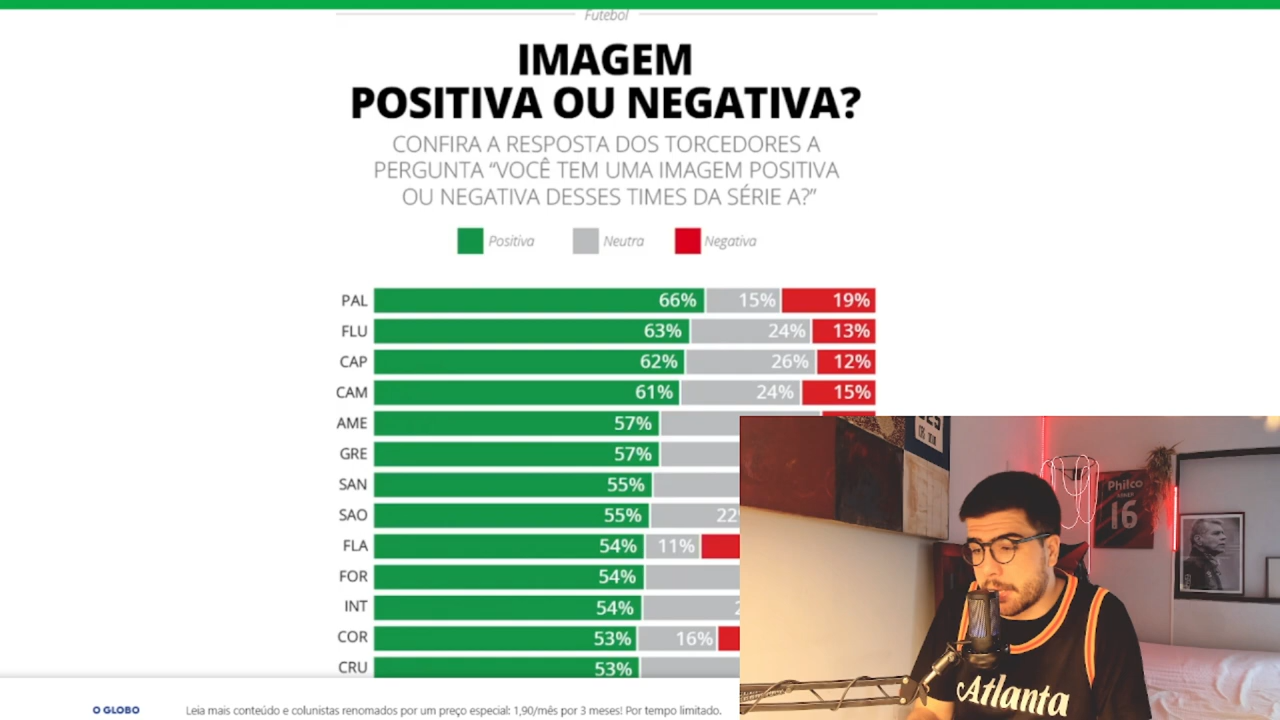 Futebol
IMAGEM
POSITIVA OU NEGATIVA?
CONFIRA A RESPOSTA DOS TORCEDORES A
PERGUNTA “VOCÊ TEM UMA IMAGEM POSITIVA
OU NEGATIVA DESSES TIMES DA SÉRIE A?”
Positiva Neutra Negativa
PAL 66% 15% 19%
FLU 63% 24% 13%
CAP 62% 26% 12%
CAM 61% 24% 15%
AME 57%
GRE 57%
SAN 55%
SAO 55% 22
FLA 54% 11%
FOR 54%
INT 54%
COR 53% 16%
CRU 53%
Philco
16
Atlanta
O GLOBO Leia mais conteúdo e colunistas renomados por um preço especial: 1,90/mês por 3 meses! Por tempo limitado.